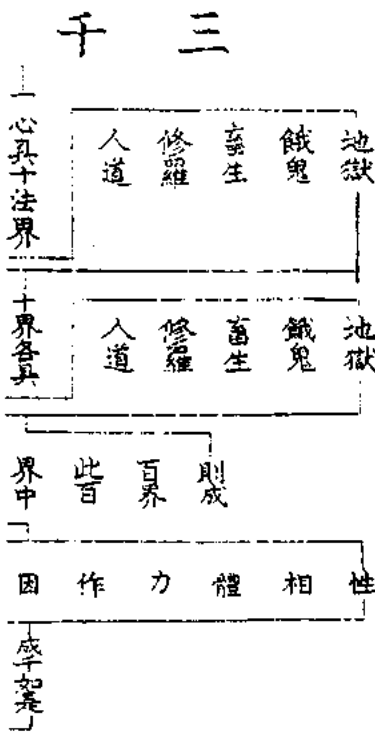 三千
一心具十法界
地獄 餓鬼 畜生 修羅 人道
十界各具
地獄 餓鬼 畜生 修羅 人道
則成 百界 此百 界中
性 相 體 力 作 因
成千如是